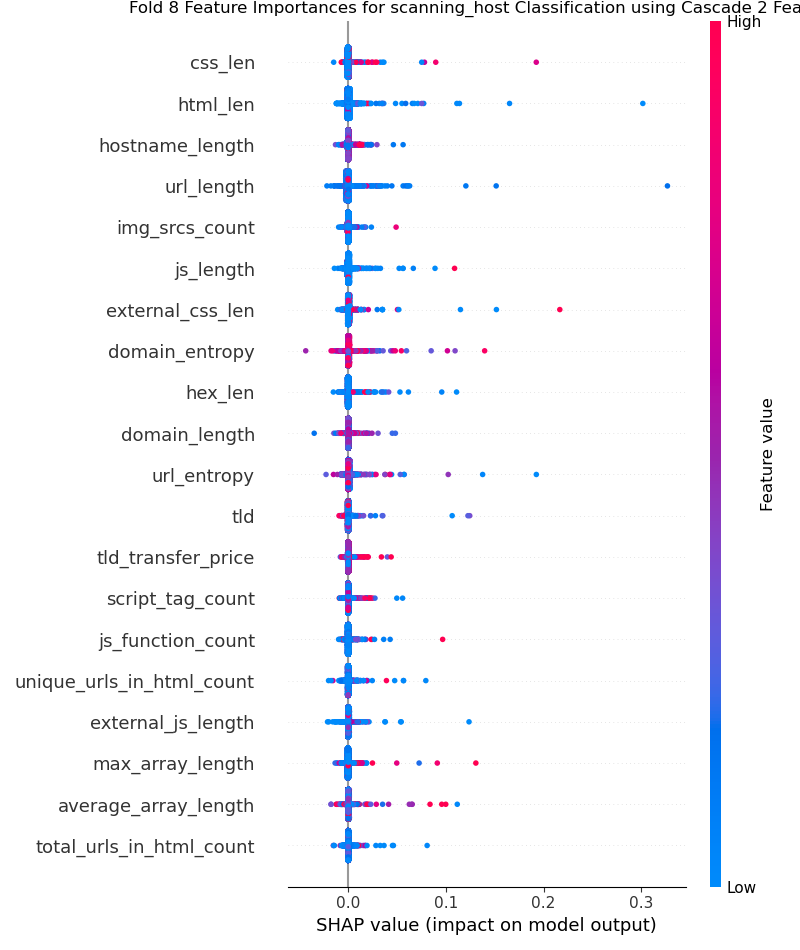 Fold 8 Feature Importances for scanning_host Classification using Cascade 2 Fea
High
css_len
html_len
hostname_length
url_length
img_srcs_count
js_length
external_css_len
domain_entropy
hex_len
domain_length
url_entropy
tld
tld_transfer_price
script_tag_count
js_function_count
unique_urls_in_html_count
external_js_length
max_array_length
average_array_length
total_urls_in_html_count
Feature value
Low
0.0 0.1 0.2 0.3
SHAP value (impact on model output)